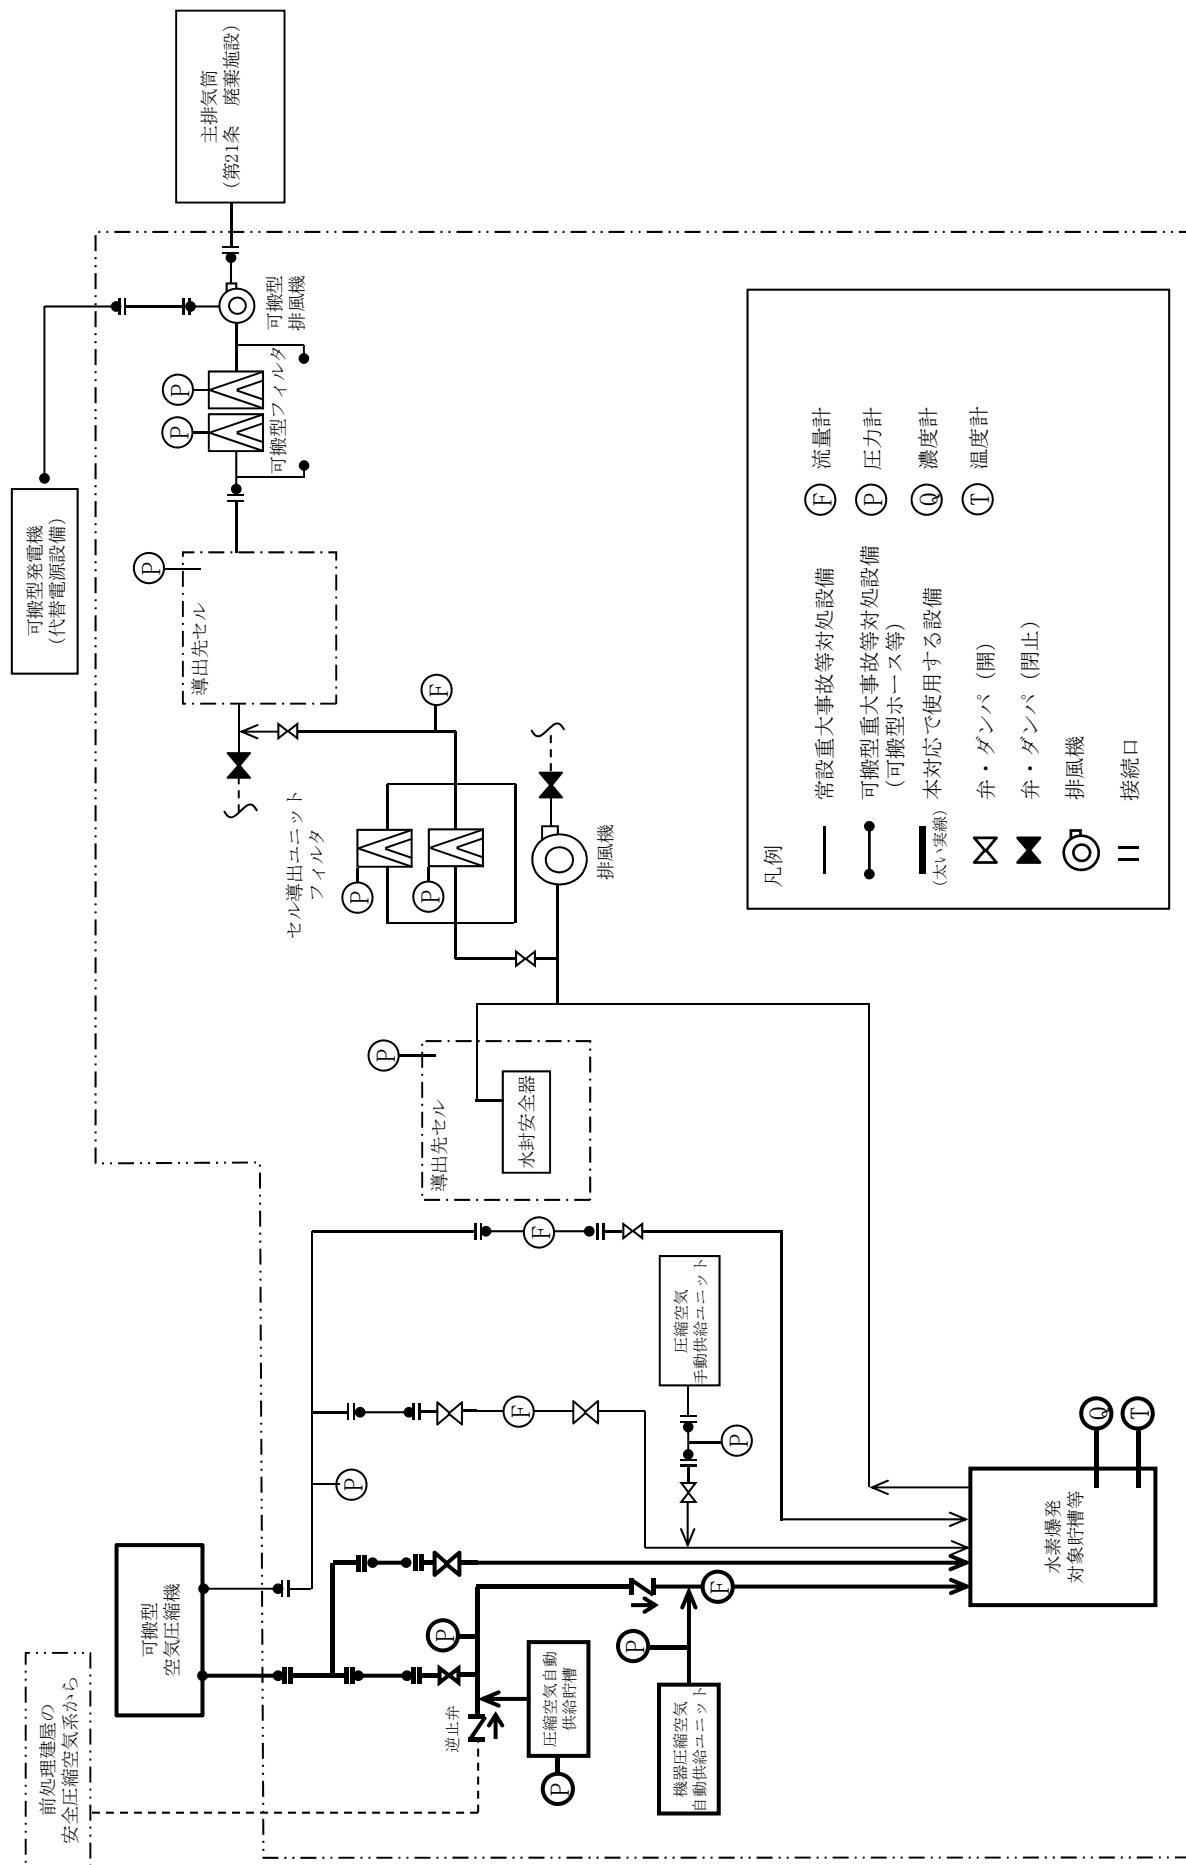 主排気筒
（第21条　廃棄施設）
可搬型
排風機
可搬型フィルタ
P
P
可搬型発電機
（代替電源設備）
P
導出先セル
F
セル導出ユニット
フィルタ
P
P
排風機
P
導出先セル
水封安全器
F
圧縮空気
手動供給ユニット
F
P
P
可搬型
空気圧縮機
前処理建屋の
安全圧縮空気系から
P
逆止弁
圧縮空気自動
供給貯槽
P
P
機器圧縮空気
自動供給ユニット
F
水素爆発
対象貯槽等
Q
T
凡例
常設重大事故等対処設備
可搬型重大事故等対処設備
（可搬型ホース等）
本対応で使用する設備
（太い実線）
弁・ダンパ（開）
弁・ダンパ（閉止）
排風機
接続口
F 流量計
P 圧力計
Q 濃度計
T 温度計